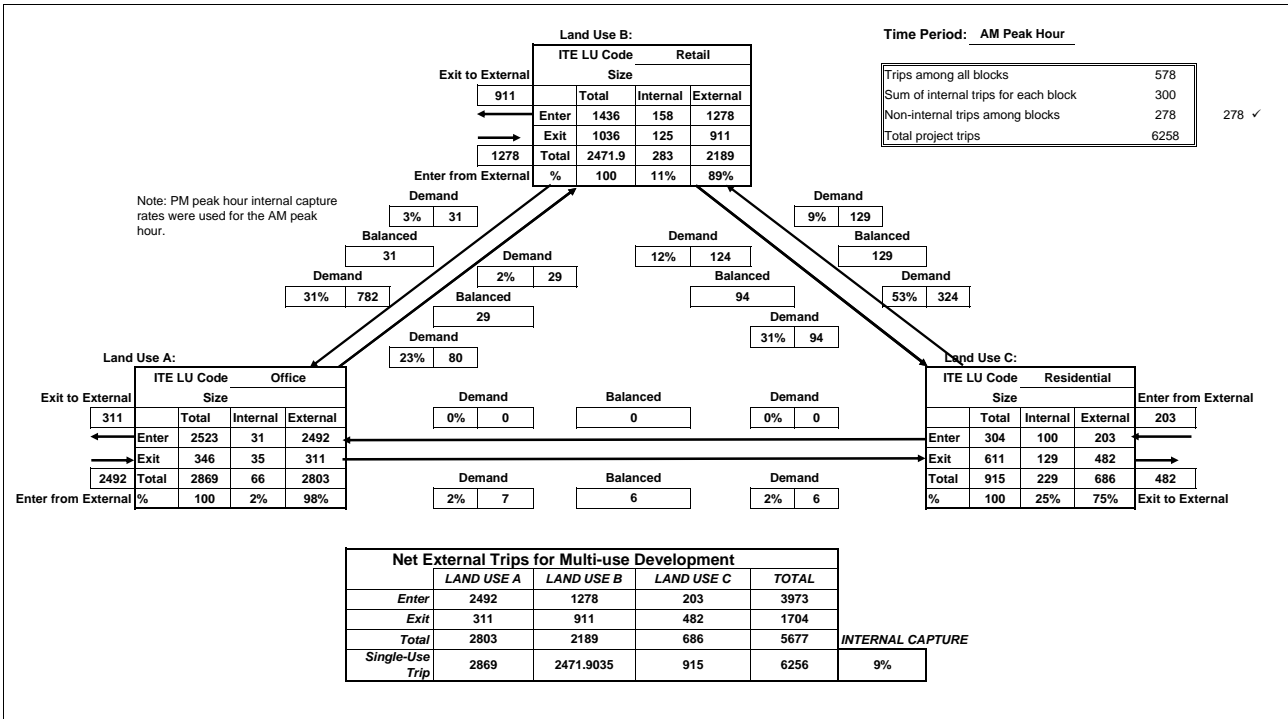 Land Use B:
Time Period: AM Peak Hour
ITE LU Code Retail
Exit to External Size
911 Total Internal External
Enter 1436 158 1278
Exit 1036 125 911
1278 Total 2471.9 283 2189
Enter from External % 100 11% 89%
Trips among all blocks 578
Sum of internal trips for each block 300
Non-internal trips among blocks 278 278 ✓
Total project trips 6258
Note: PM peak hour internal capture
rates were used for the AM peak
hour.
Demand
3% 31
Balanced
31
Demand
31% 782
Demand
2% 29
Balanced
29
Demand
23% 80
Demand
12% 124
Balanced
94
Demand
31% 94
Demand
9% 129
Balanced
129
Demand
53% 324
Land Use A:
ITE LU Code Office
Exit to External Size
311 Total Internal External
Enter 2523 31 2492
Exit 346 35 311
2492 Total 2869 66 2803
Enter from External % 100 2% 98%
Demand Balanced Demand
0% 0 0 0% 0
Demand Balanced Demand
2% 7 6 2% 6
Land Use C:
ITE LU Code Residential
Size Enter from External
Total Internal External 203
Enter 304 100 203
Exit 611 129 482
Total 915 229 686 482
% 100 25% 75% Exit to External
Net External Trips for Multi-use Development
LAND USE A LAND USE B LAND USE C TOTAL
Enter 2492 1278 203 3973
Exit 311 911 482 1704
Total 2803 2189 686 5677 INTERNAL CAPTURE
Single-Use
Trip 2869 2471.9035 915 6256 9%